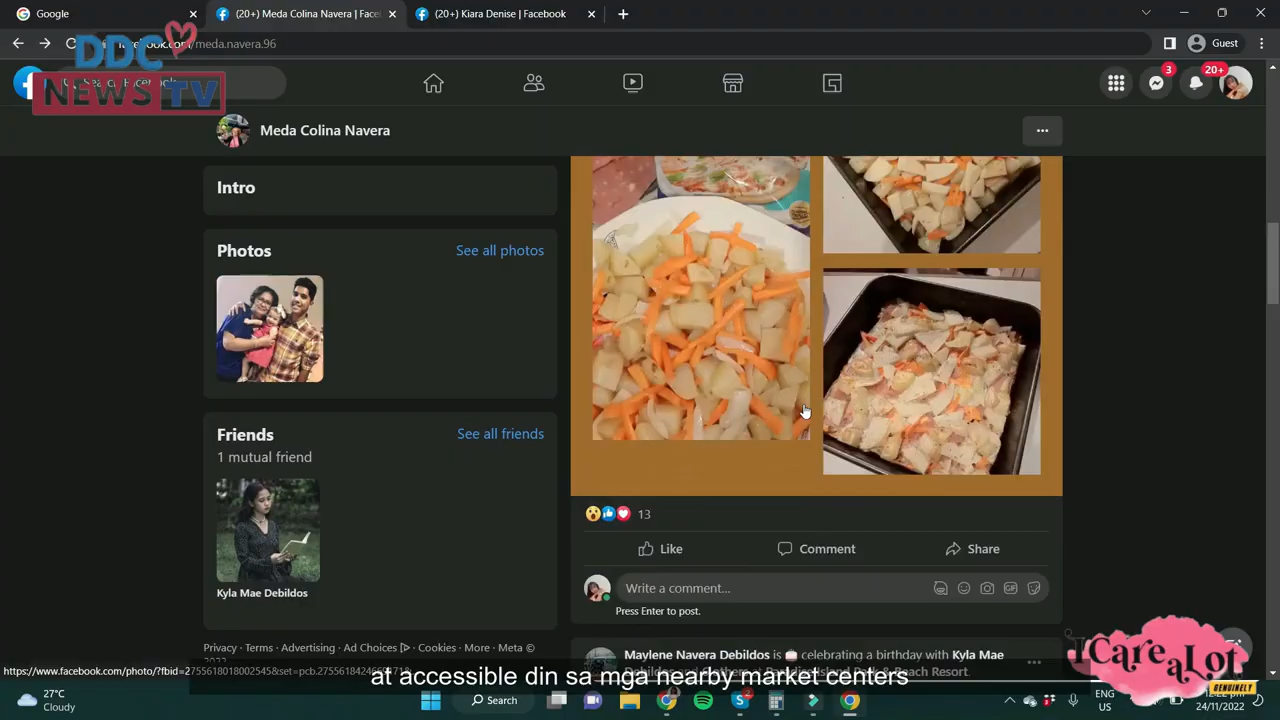 Google
(20+) Meda Colina Navera | Face
(20+) Kiara Denise | Facebook
facebook.com/meda.navera.96
Guest
DDC
NEWS TV
3
20+
Meda Colina Navera
Intro
Photos
See all photos
Friends
See all friends
1 mutual friend
Kyla Mae Debildos
13
Like
Comment
Share
Write a comment...
Press Enter to post.
Privacy · Terms · Advertising · Ad Choices · Cookies · More · Meta ©
Maylene Navera Debildos is celebrating a birthday with Kyla Mae
at accessible din sa mga nearby market centers
I Care a Lot
GENUINELY
27°C
Cloudy
Search
ENG
US
24/11/2022